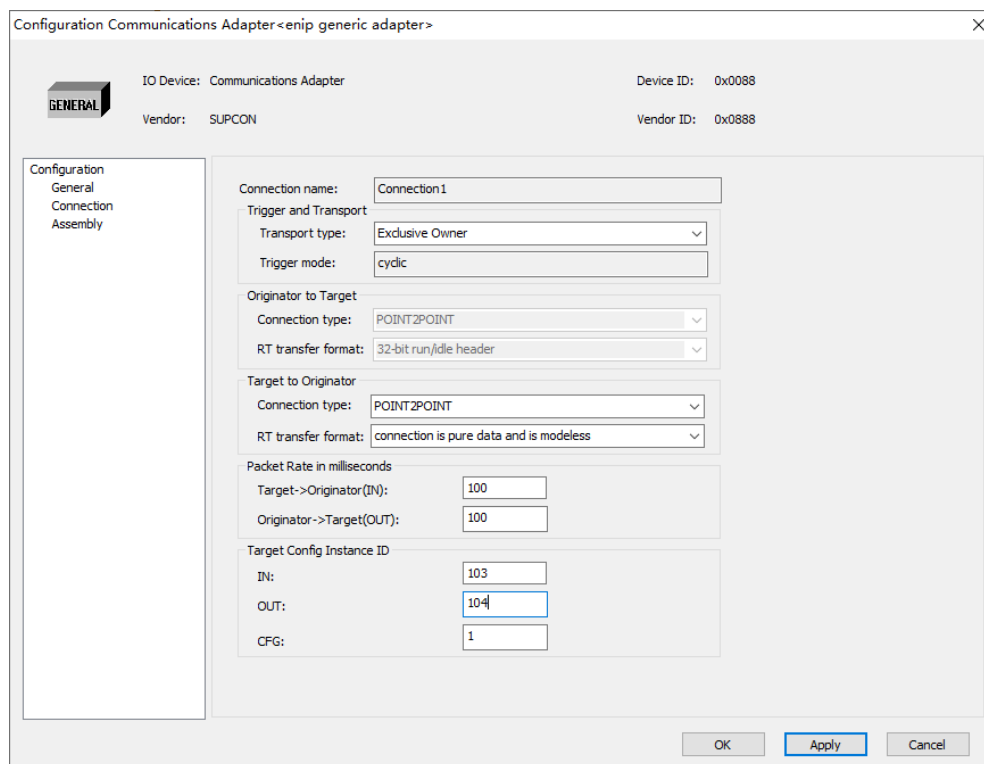 Configuration Communications Adapter<enip generic adapter>
IO Device: Communications Adapter Device ID: 0x0088
GENERAL
Vendor: SUPCON Vendor ID: 0x0888
Configuration
General
Connection
Assembly
Connection name: Connection1
Trigger and Transport
Transport type: Exclusive Owner
Trigger mode: cyclic
Originator to Target
Connection type: POINT2POINT
RT transfer format: 32-bit run/idle header
Target to Originator
Connection type: POINT2POINT
RT transfer format: connection is pure data and is modeless
Packet Rate in milliseconds
Target->Originator(IN): 100
Originator->Target(OUT): 100
Target Config Instance ID
IN: 103
OUT: 104
CFG: 1
OK Apply Cancel